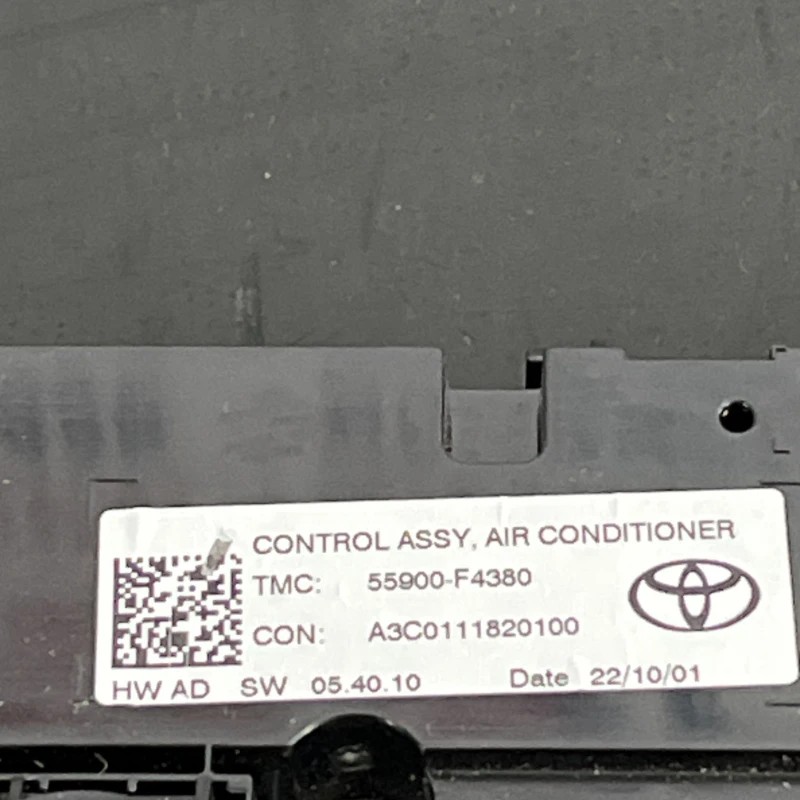 CONTROL ASSY, AIR CONDITIONER
TMC: 55900-F4380
CON: A3C0111820100
HW AD SW 05.40.10 Date 22/10/01